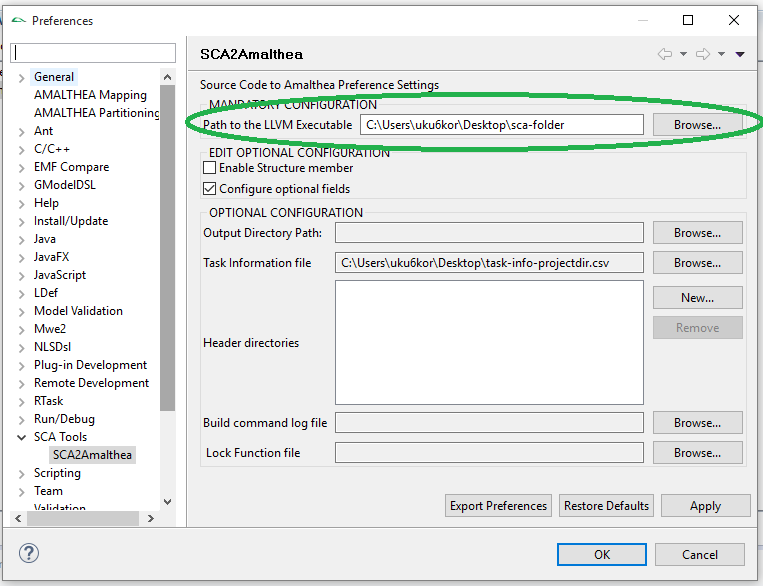 Preferences
General
AMALTHEA Mapping
AMALTHEA Partitioning
Ant
C/C++
EMF Compare
GModelDSL
Help
Install/Update
Java
JavaFX
JavaScript
LDef
Model Validation
Mwe2
NLSDsl
Plug-in Development
Remote Development
RTask
Run/Debug
SCA Tools
SCA2Amalthea
Scripting
Team
Validation
SCA2Amalthea
Source Code to Amalthea Preference Settings
MANDATORY CONFIGURATION
Path to the LLVM Executable C:\Users\uku6kor\Desktop\sca-folder Browse...
EDIT OPTIONAL CONFIGURATION
Enable Structure member
Configure optional fields
OPTIONAL CONFIGURATION
Output Directory Path: Browse...
Task Information file C:\Users\uku6kor\Desktop\task-info-projectdir.csv Browse...
New...
Remove
Header directories
Build command log file Browse...
Lock Function file Browse...
Export Preferences Restore Defaults Apply
? OK Cancel